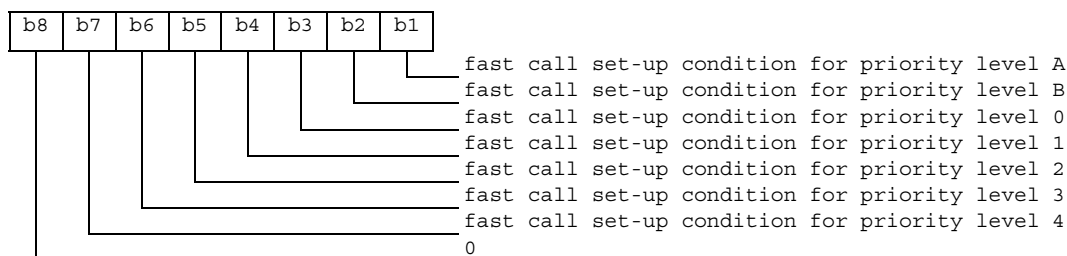 b8 b7 b6 b5 b4 b3 b2 b1
fast call set-up condition for priority level A
fast call set-up condition for priority level B
fast call set-up condition for priority level 0
fast call set-up condition for priority level 1
fast call set-up condition for priority level 2
fast call set-up condition for priority level 3
fast call set-up condition for priority level 4
0